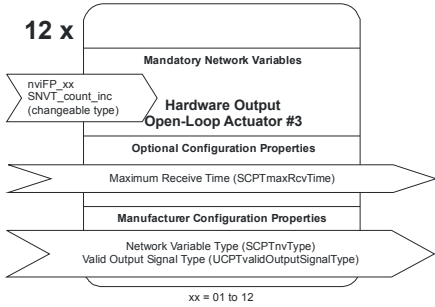 12 x
Mandatory Network Variables
nviFP_xx
SNVT_count_inc
(changeable type)
Hardware Output
Open-Loop Actuator #3
Optional Configuration Properties
Maximum Receive Time (SCPTmaxRcvTime)
Manufacturer Configuration Properties
Network Variable Type (SCPTnvType)
Valid Output Signal Type (UCPTvalidOutputSignalType)
xx = 01 to 12